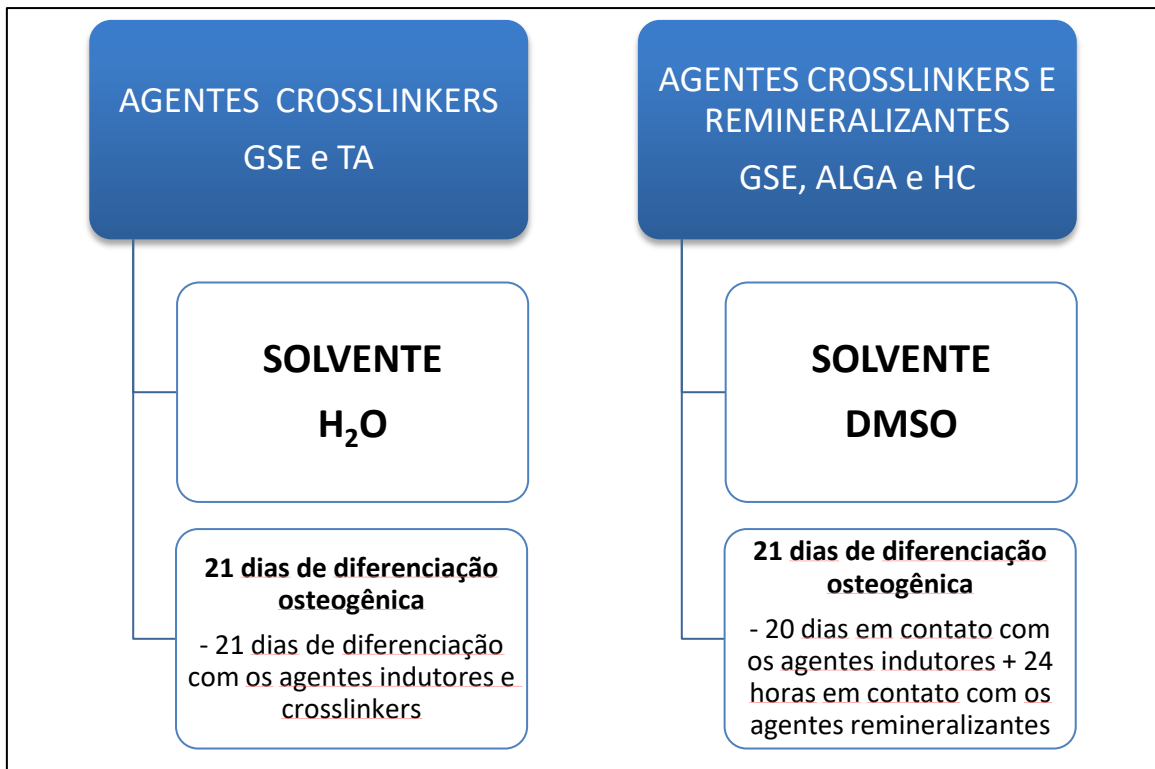 AGENTES CROSSLINKERS
GSE e TA
SOLVENTE
H₂O
21 dias de diferenciação
osteogênica
- 21 dias de diferenciação
com os agentes indutores e
crosslinkers
AGENTES CROSSLINKERS E
REMINERALIZANTES
GSE, ALGA e HC
SOLVENTE
DMSO
21 dias de diferenciação
osteogênica
- 20 dias em contato com
os agentes indutores + 24
horas em contato com os
agentes remineralizantes